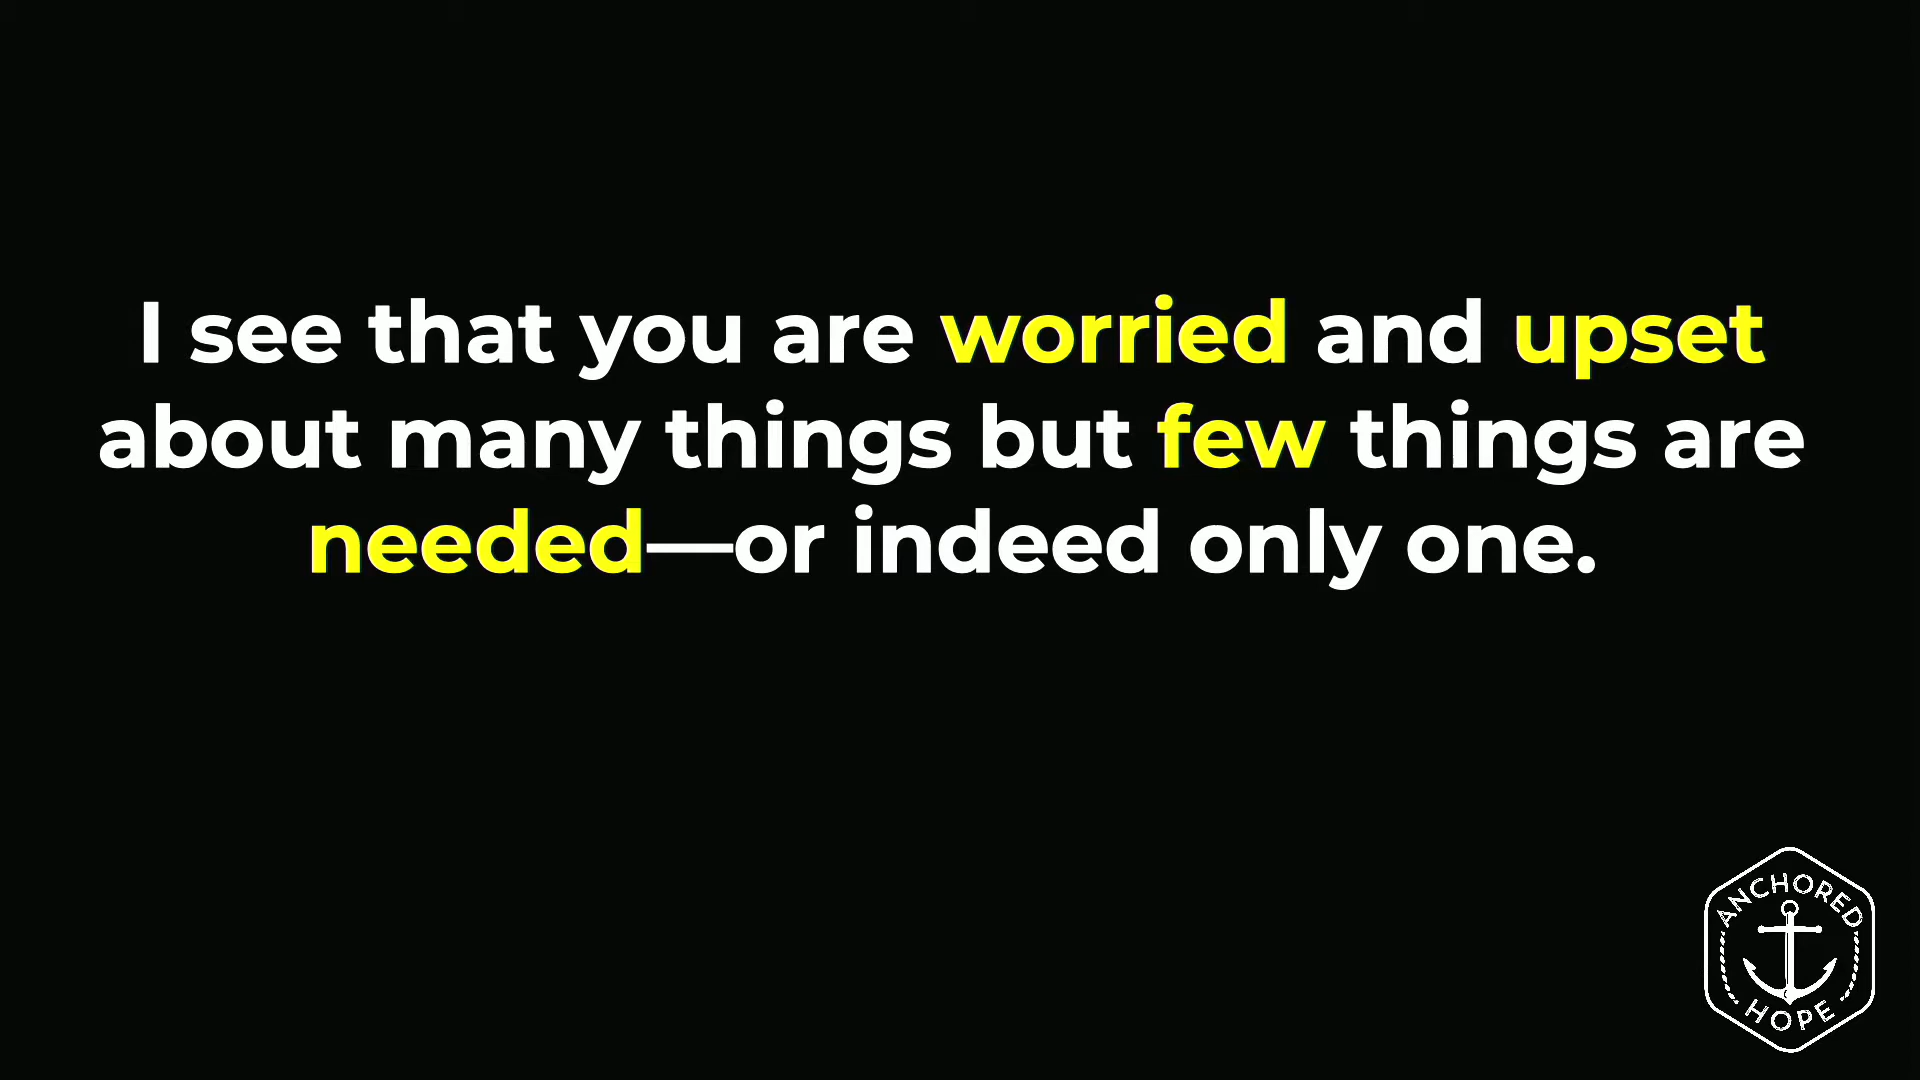 I see that you are worried and upset
about many things but few things are
needed—or indeed only one.
ANCHORED
HOPE